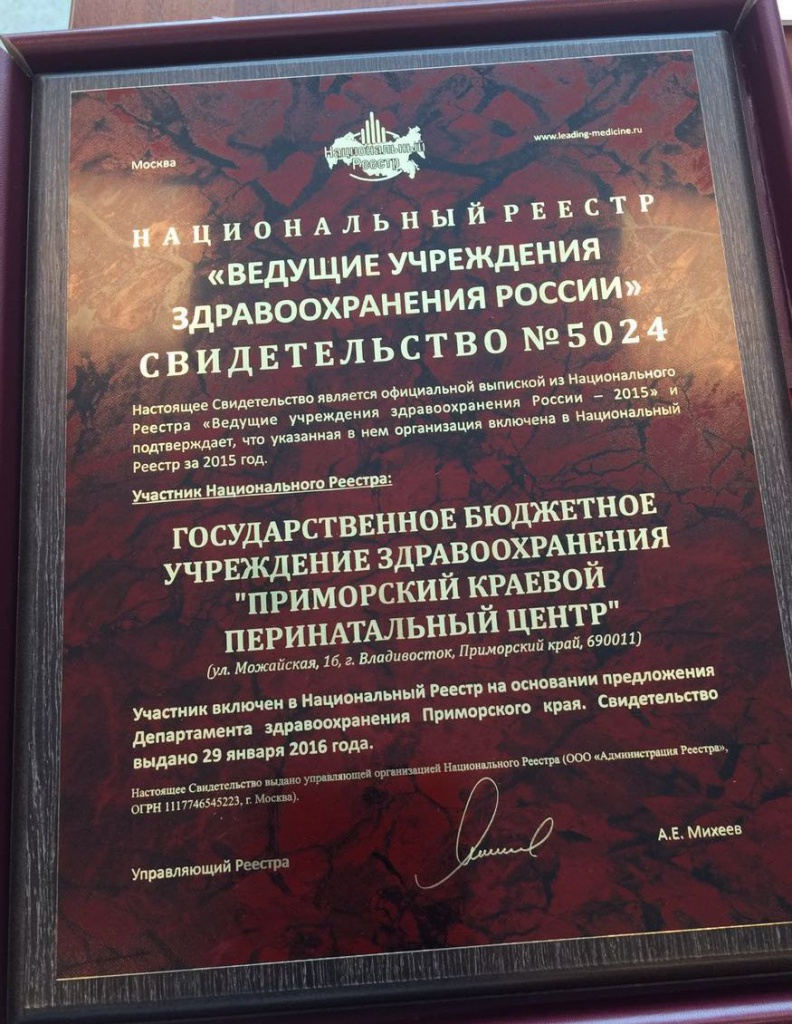 Москва
Национальный
Реестр
www.leading-medicine.ru
НАЦИОНАЛЬНЫЙ РЕЕСТР
«ВЕДУЩИЕ УЧРЕЖДЕНИЯ
ЗДРАВООХРАНЕНИЯ РОССИИ»
СВИДЕТЕЛЬСТВО №5024
Настоящее Свидетельство является официальной выпиской из Национального
Реестра «Ведущие учреждения здравоохранения России – 2015» и
подтверждает, что указанная в нем организация включена в Национальный
Реестр за 2015 год.
Участник Национального Реестра:
ГОСУДАРСТВЕННОЕ БЮДЖЕТНОЕ
УЧРЕЖДЕНИЕ ЗДРАВООХРАНЕНИЯ
"ПРИМОРСКИЙ КРАЕВОЙ
ПЕРИНАТАЛЬНЫЙ ЦЕНТР"
(ул. Можайская, 1б, г. Владивосток, Приморский край, 690011)
Участник включен в Национальный Реестр на основании предложения
Департамента здравоохранения Приморского края. Свидетельство
выдано 29 января 2016 года.
Настоящее Свидетельство выдано управляющей организацией Национального Реестра (ООО «Администрация Реестра»,
ОГРН 1117746545223, г. Москва).
Управляющий Реестра
А.Е. Михеев